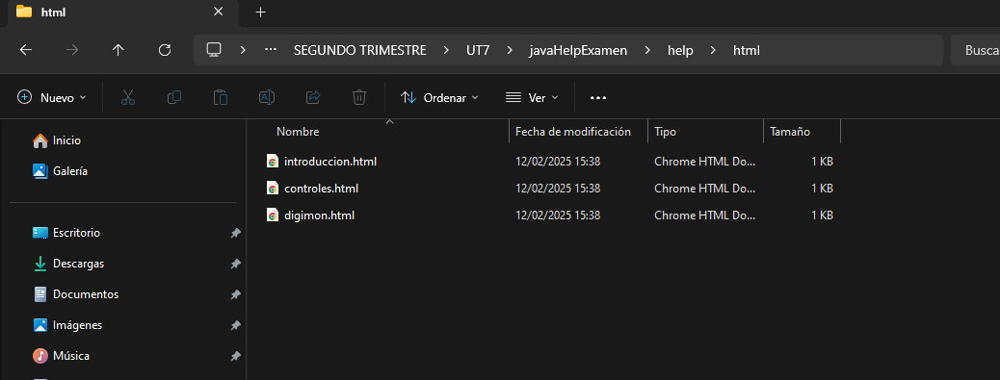 html
SEGUNDO TRIMESTRE > UT7 > javaHelpExamen > help > html
Busca
Nuevo
Ordenar
Ver
Nombre Fecha de modificación Tipo Tamaño
Inicio
Galería
Escritorio
Descargas
Documentos
Imágenes
Música
introduccion.html 12/02/2025 15:38 Chrome HTML Do... 1 KB
controles.html 12/02/2025 15:38 Chrome HTML Do... 1 KB
digimon.html 12/02/2025 15:38 Chrome HTML Do... 1 KB